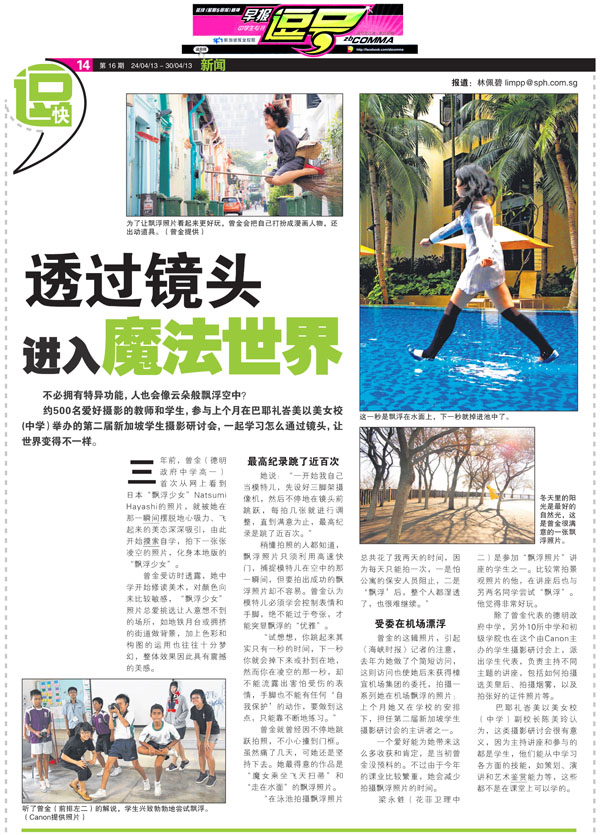 早报
逗号
zbCOMMA
http://facebook.com/zbcomma
14 第 16 期 24/04/13 – 30/04/13 新闻
快
报道：林佩碧 limpp@sph.com.sg
为了让飘浮照片看起来更好玩，曾金会把自己打扮成漫画人物，还
出动道具。（曾金提供）
透过镜头
进入魔法世界
不必拥有特异功能，人也会像云朵般飘浮空中？
约500名爱好摄影的教师和学生，参与上个月在巴耶礼峇美以美女校
（中学）举办的第二届新加坡学生摄影研讨会，一起学习怎么通过镜头，让
世界变得不一样。
这一秒是飘浮在水面上，下一秒就掉进池中了。
冬天里的阳
光是最好的
自然光，这
是曾金很满
意的一张飘
浮照片。
三年前，曾金（德明
政府中学高一）
首次从网上看到
日本“飘浮少女”Natsumi
Hayashi的照片，就被她在
那一瞬间摆脱地心吸力、飞
起来的美态深深吸引，由此
开始摸索自学，拍下一张张
凌空的照片，化身本地版的
“飘浮少女”。
曾金受访时透露，她中
学开始修读美术，对颜色向
来比较敏感，“飘浮少女”
照片总爱挑选让人意想不到
的场所，如地铁月台或拥挤
的街道做背景，加上色彩和
构图的运用也往往十分梦
幻，整体效果因此具有震撼
的美感。
听了曾金（前排左二）的解说，学生兴致勃勃地尝试飘浮。
（Canon提供照片）
最高纪录跳了近百次
她说：“一开始我自己
当模特儿，先设好三脚架摄
像机，然后不停地在镜头前
跳跃，每拍几张就进行调
整，直到满意为止，最高纪
录是跳了近百次。”
稍懂拍照的人都知道，
飘浮照片只须利用高速快
门，捕捉模特儿在空中的那
一瞬间，但要拍出成功的飘
浮照片却不容易。曾金认为
模特儿必须学会控制表情和
手脚，绝不能过于夸张，才
能突显飘浮的“优雅”。
“试想想，你跳起来其
实只有一秒的时间，下一秒
你就会掉下来或扑到在地，
然而你在凌空的那一秒，却
不能流露出害怕受伤的表
情，手脚也不能有任何‘自
我保护’的动作，要做到这
点，只能靠不断地练习。”
曾金就曾经因不停地跳
跃拍照，不小心撞到门框，
虽然痛了几天，可她还是坚
持下去。她最得意的作品是
“魔女乘坐飞天扫帚”和
“走在水面”的飘浮照片。
“在泳池拍摄飘浮照片
总共花了我两天的时间，因
为每天只能拍一次，一是怕
公寓的保安人员阻止，二是
‘飘浮’后，整个人都湿透
了，也很难继续。”
受委在机场漂浮
曾金的这辑照片，引起
《海峡时报》记者的注意，
去年为她做了个简短访问，
这则访问也使她后来获得樟
宜机场集团的委托，拍摄一
系列她在机场飘浮的照片；
上个月她又在学校的安排
下，担任第二届新加坡学生
摄影研讨会的主讲者之一。
一个爱好能为她带来这
么多收获和肯定，是当初曾
金没预料的。不过由于今年
的课业比较繁重，她会减少
拍摄飘浮照片的时间。
梁永魁（花菲卫理中
二）是参加“飘浮照片”讲
座的学生之一。比较常拍景
观照片的他，在讲座后也与
另两名同学尝试“飘浮”，
他觉得非常好玩。
除了曾金代表的德明政
府中学，另外10所中学和初
级学院也在这个由Canon主
办的学生摄影研讨会上，派
出学生代表，负责主持不同
主题的讲座，包括如何拍摄
选美皇后、拍摄烟雾，以及
拍张好的证件照片等。
巴耶礼峇美以美女校
（中学）副校长陈美玲认
为，这类摄影研讨会很有意
义，因为主持讲座和参与的
都是学生，他们能从中学习
各方面的技能，如策划、演
讲和艺术鉴赏能力等，这些
都不是在课堂上可以学的。